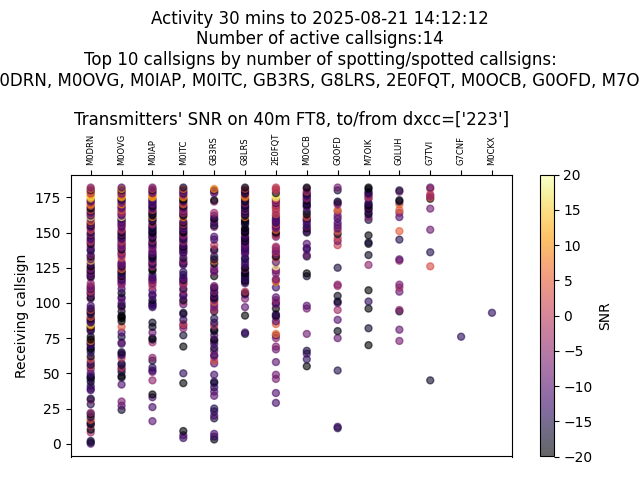 Activity 30 mins to 2025-08-21 14:12:12
Number of active callsigns:14
Top 10 callsigns by number of spotting/spotted callsigns:
0DRN, M0OVG, M0IAP, M0ITC, GB3RS, G8LRS, 2E0FQT, M0OCB, G0OFD, M7O
Transmitters' SNR on 40m FT8, to/from dxcc=['223']
M0DRN M0OVG M0IAP M0ITC GB3RS G8LRS 2E0FQT M0OCB G0OFD M7OIK G0LUH G7TVI G7CNF M0CKX
Receiving callsign
175
150
125
100
75
50
25
0
20
15
10
5
0
−5
−10
−15
−20
SNR